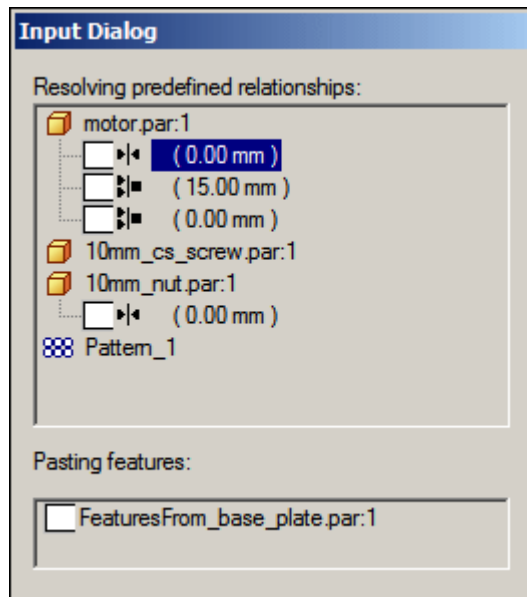 Input Dialog
Resolving predefined relationships:
motor.par:1
( 0.00 mm )
( 15.00 mm )
( 0.00 mm )
10mm_cs_screw.par:1
10mm_nut.par:1
( 0.00 mm )
Pattern_1
Pasting features:
FeaturesFrom_base_plate.par:1